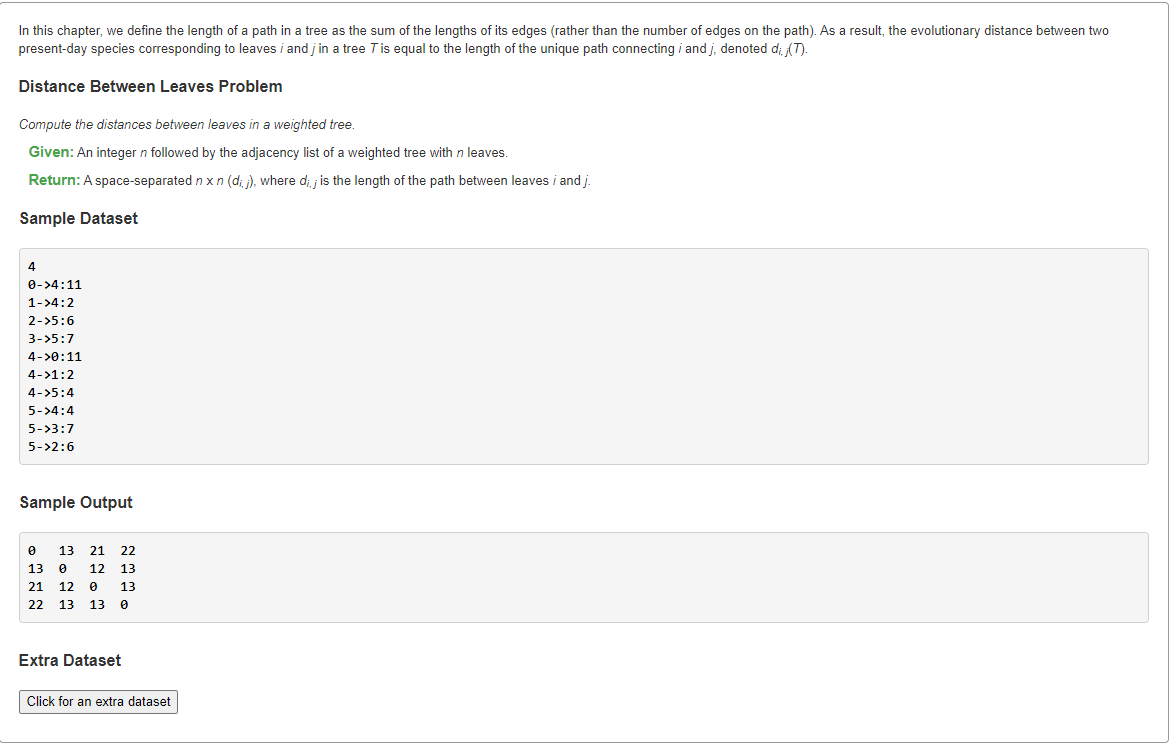 In this chapter, we define the length of a path in a tree as the sum of the lengths of its edges (rather than the number of edges on the path). As a result, the evolutionary distance between two
present-day species corresponding to leaves i and j in a tree T is equal to the length of the unique path connecting i and j, denoted di, j(T).
Distance Between Leaves Problem
Compute the distances between leaves in a weighted tree.
Given: An integer n followed by the adjacency list of a weighted tree with n leaves.
Return: A space-separated n x n (di, j), where di, j is the length of the path between leaves i and j.
Sample Dataset
4
0->4:11
1->4:2
2->5:6
3->5:7
4->0:11
4->1:2
4->5:4
5->4:4
5->3:7
5->2:6
Sample Output
0 13 21 22
13 0 12 13
21 12 0 13
22 13 13 0
Extra Dataset
Click for an extra dataset